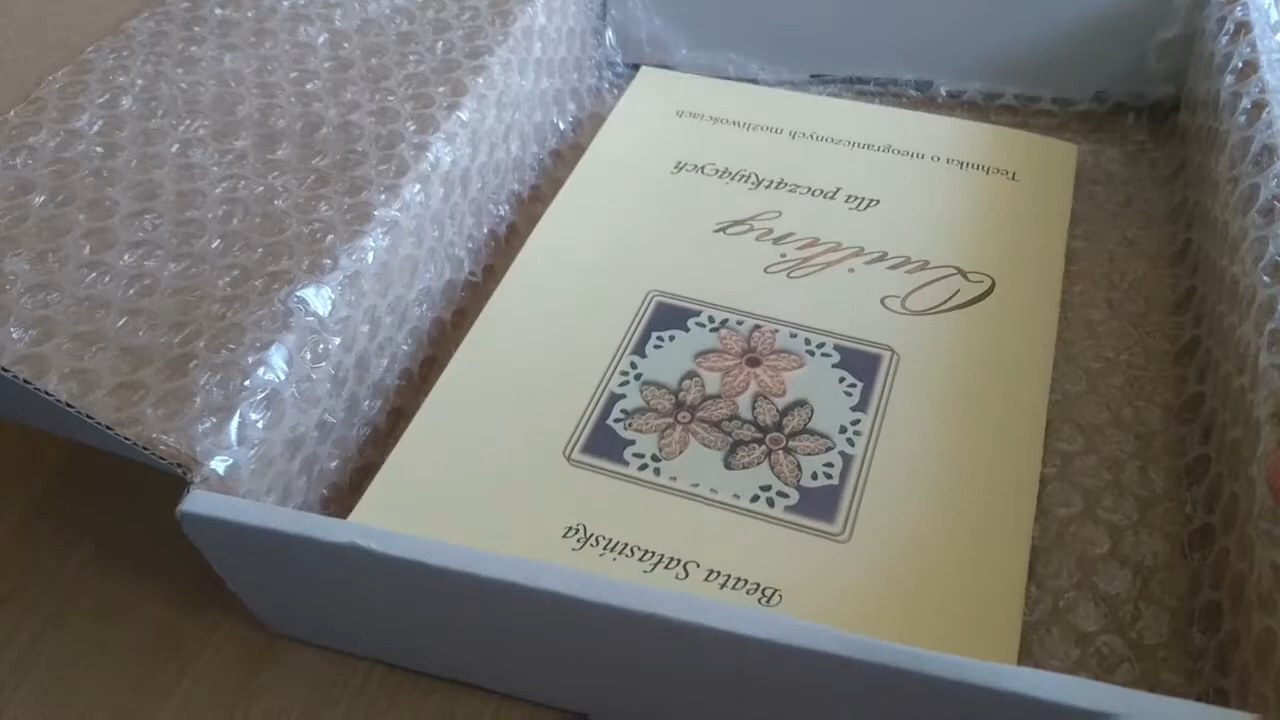 Beata Sałasińska
Quilling
dla początkujących
Technika o nieograniczonych możliwościach